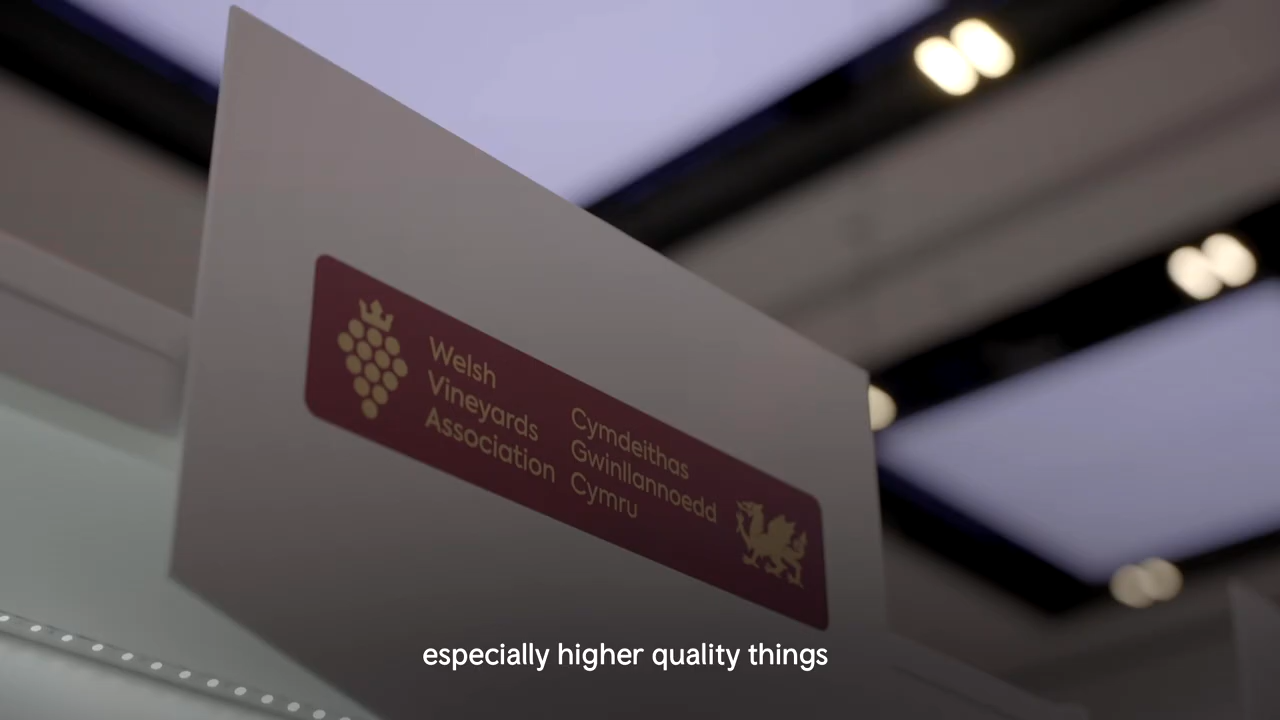 Welsh
Vineyards
Association
Cymdeithas
Gwinllannoedd
Cymru
especially higher quality things